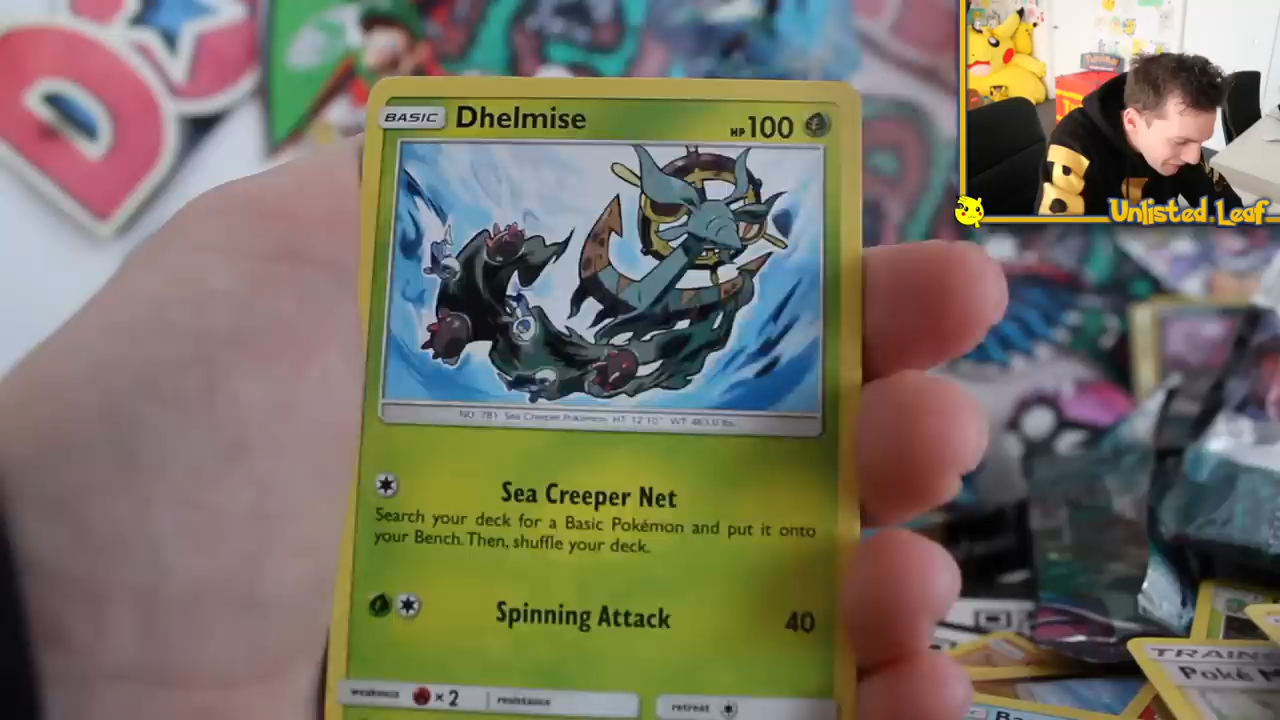 BASIC Dhelmise HP 100
NO. 781 Sea Creeper Pokémon HT: 12'10" WT: 463.0 lbs.
Sea Creeper Net
Search your deck for a Basic Pokémon and put it onto
your Bench. Then, shuffle your deck.
Spinning Attack 40
weakness ×2 resistance retreat
Unlisted Leaf
TRAIN
Poké
Ba